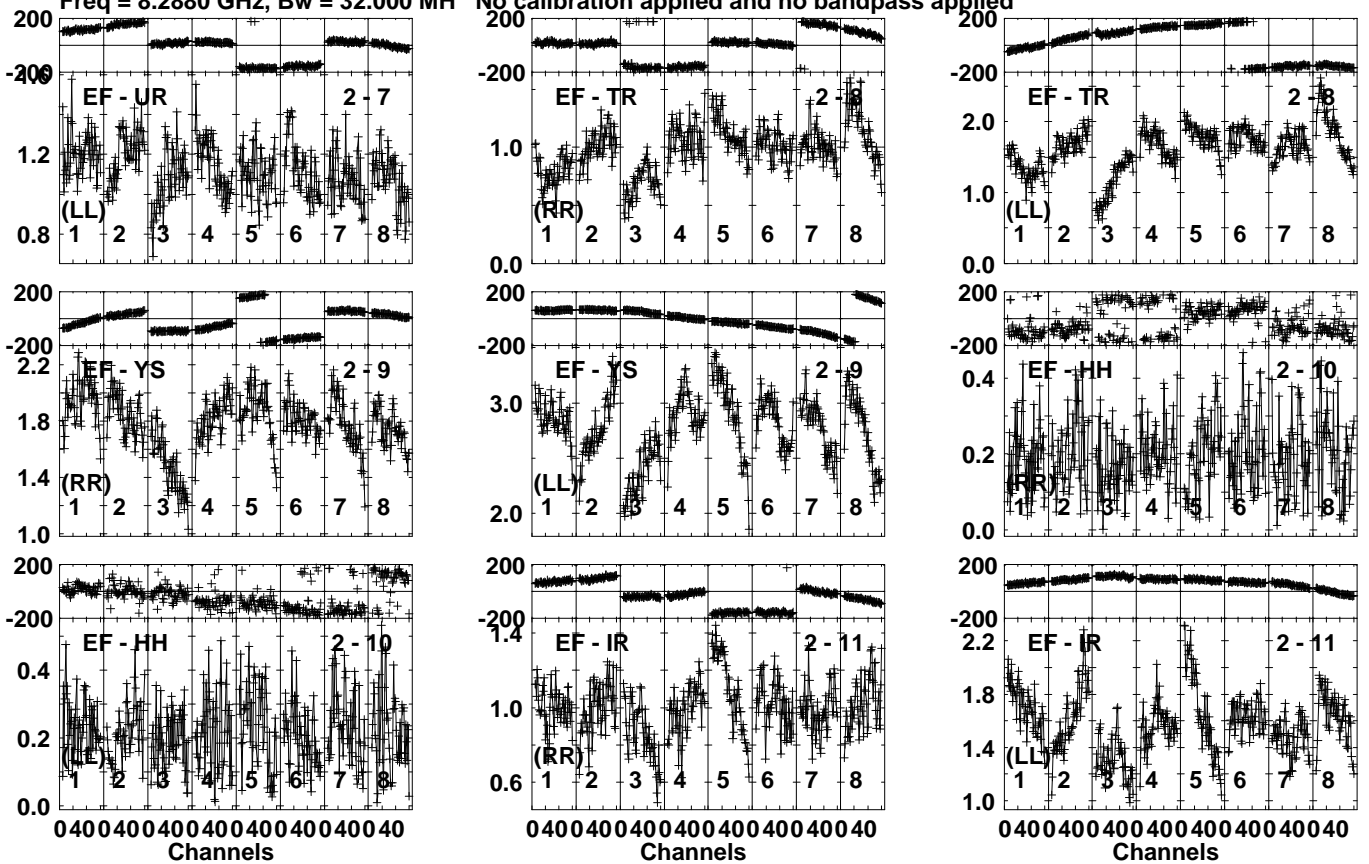 Freq = 8.2880 GHz, Bw = 32.000 MH No calibration applied and no bandpass applied
200 200 200
-200 -200 -200
1.6
EF - UR 2 - 7 EF - TR 2 - 8 EF - TR 2 - 8
2.0
1.2 1.0
1.0
(LL) (RR) (LL)
0.8 1 2 3 4 5 6 7 8 1 2 3 4 5 6 7 8 1 2 3 4 5 6 7 8
0.0 0.0
200 200 200
-200 -200 -200
2.2 EF - YS 2 - 9 EF - YS 2 - 9 EF - HH 2 - 10
3.0 0.4
1.8
0.2
1.4
(RR) (LL) (RR)
1 2 3 4 5 6 7 8 2.0 1 2 3 4 5 6 7 8 1 2 3 4 5 6 7 8
1.0 0.0
200 200 200
-200 -200 -200
EF - HH 2 - 10 1.4 EF - IR 2 - 11 2.2 EF - IR 2 - 11
0.4
1.8
1.0
0.2 1.4
(LL) (RR) (LL)
1 2 3 4 5 6 7 8 0.6 1 2 3 4 5 6 7 8 1 2 3 4 5 6 7 8
0.0 1.0
0 40 0 40 0 40 0 40 0 40 0 40 0 40 0 40 0 40 0 40 0 40 0 40 0 40 0 40 0 40 0 40 0 40 0 40 0 40 0 40 0 40 0 40 0 40 0 40
Channels Channels Channels